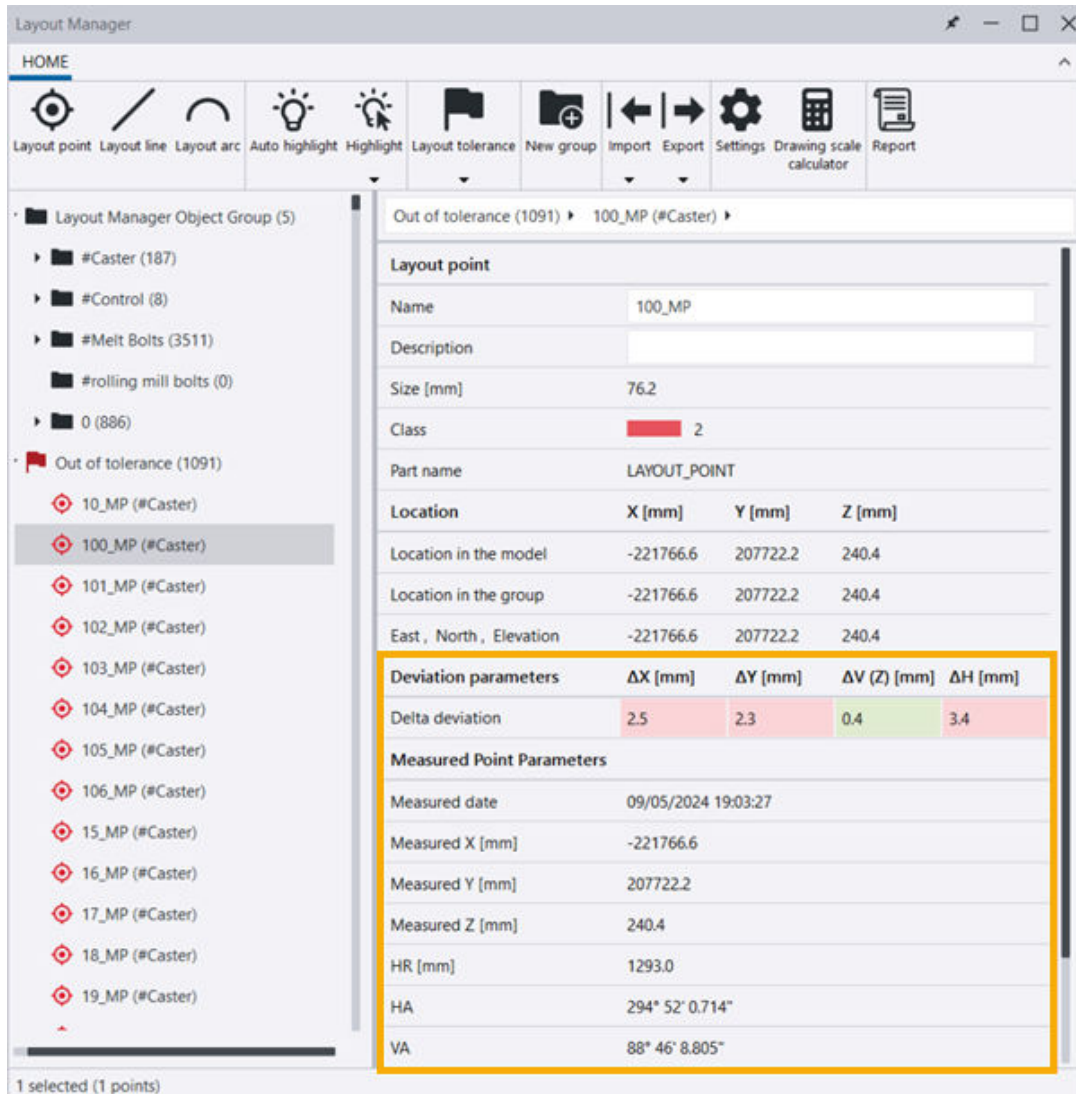 Layout Manager
HOME
Layout point Layout line Layout arc Auto highlight Highlight Layout tolerance New group Import Export Settings Drawing scale calculator Report
Layout Manager Object Group (5)
#Caster (187)
#Control (8)
#Melt Bolts (3511)
#rolling mill bolts (0)
0 (886)
Out of tolerance (1091)
10_MP (#Caster)
100_MP (#Caster)
101_MP (#Caster)
102_MP (#Caster)
103_MP (#Caster)
104_MP (#Caster)
105_MP (#Caster)
106_MP (#Caster)
15_MP (#Caster)
16_MP (#Caster)
17_MP (#Caster)
18_MP (#Caster)
19_MP (#Caster)
Out of tolerance (1091) 100_MP (#Caster)
Layout point
Name 100_MP
Description
Size [mm] 76.2
Class 2
Part name LAYOUT_POINT
Location X [mm] Y [mm] Z [mm]
Location in the model -221766.6 207722.2 240.4
Location in the group -221766.6 207722.2 240.4
East , North , Elevation -221766.6 207722.2 240.4
Deviation parameters ΔX [mm] ΔY [mm] ΔV (Z) [mm] ΔH [mm]
Delta deviation 2.5 2.3 0.4 3.4
Measured Point Parameters
Measured date 09/05/2024 19:03:27
Measured X [mm] -221766.6
Measured Y [mm] 207722.2
Measured Z [mm] 240.4
HR [mm] 1293.0
HA 294° 52' 0.714"
VA 88° 46' 8.805"
1 selected (1 points)